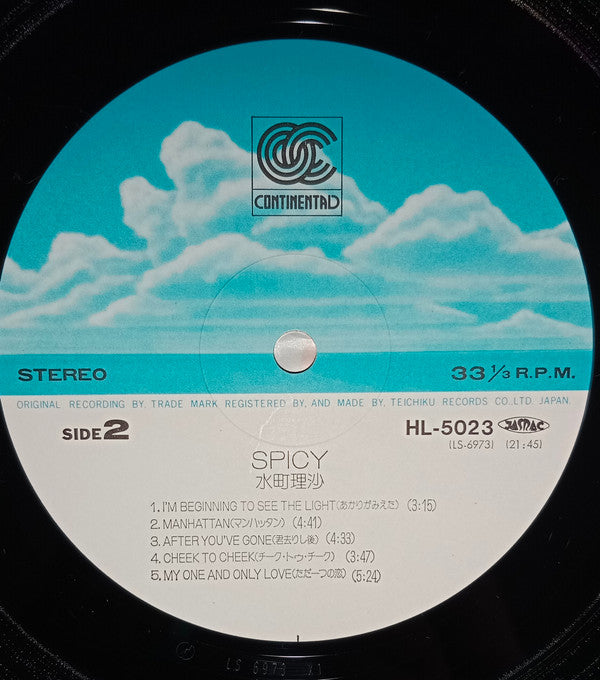 CONTINENTAL
STEREO 33 1/3 R.P.M.
ORIGINAL RECORDING BY, TRADE MARK REGISTERED BY, AND MADE BY, TEICHIKU RECORDS CO., LTD. JAPAN.
SIDE 2 HL-5023 JASRAC
(LS-6973) (21:45)
SPICY
水町理沙
1. I'M BEGINNING TO SEE THE LIGHT(あかりがみえた) (3:15)
2. MANHATTAN(マンハッタン) (4:41)
3. AFTER YOU'VE GONE(君去りし後) (4:33)
4. CHEEK TO CHEEK(チーク・トゥ・チーク) (3:47)
5. MY ONE AND ONLY LOVE(ただ一つの恋) (5:24)
LS 6973